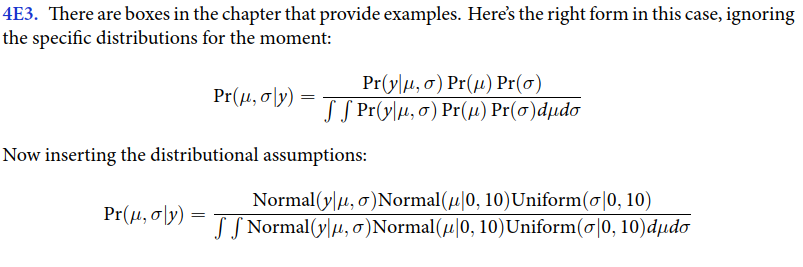 4E3. There are boxes in the chapter that provide examples. Here’s the right form in this case, ignoring
the specific distributions for the moment:
Pr(μ, σ|y) = Pr(y|μ, σ) Pr(μ) Pr(σ) / ∫ ∫ Pr(y|μ, σ) Pr(μ) Pr(σ)dμdσ
Now inserting the distributional assumptions:
Pr(μ, σ|y) = Normal(y|μ, σ)Normal(μ|0, 10)Uniform(σ|0, 10) / ∫ ∫ Normal(y|μ, σ)Normal(μ|0, 10)Uniform(σ|0, 10)dμdσ